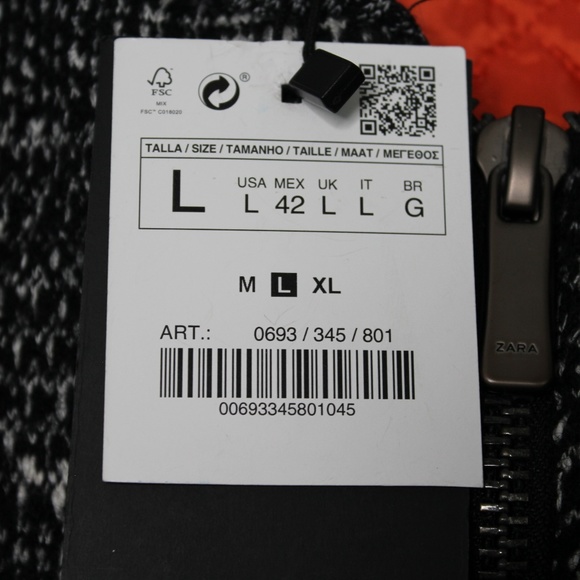 FSC
®
MIX
FSC™ C018020
TALLA / SIZE / TAMANHO / TAILLE / MAAT / ΜΕΓΕΘΟΣ
L
USA MEX UK IT BR
L 42 L L G
M L XL
ART.: 0693 / 345 / 801
00693345801045
ZARA